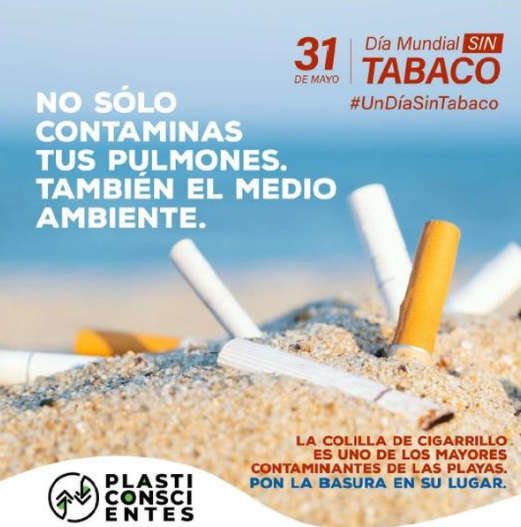 31
DE MAYO
Día Mundial SIN
TABACO
#UnDíaSinTabaco
NO SÓLO
CONTAMINAS
TUS PULMONES.
TAMBIÉN EL MEDIO
AMBIENTE.
LA COLILLA DE CIGARRILLO
ES UNO DE LOS MAYORES
CONTAMINANTES DE LAS PLAYAS.
PON LA BASURA EN SU LUGAR.
PLASTI
CONSCI
ENTES